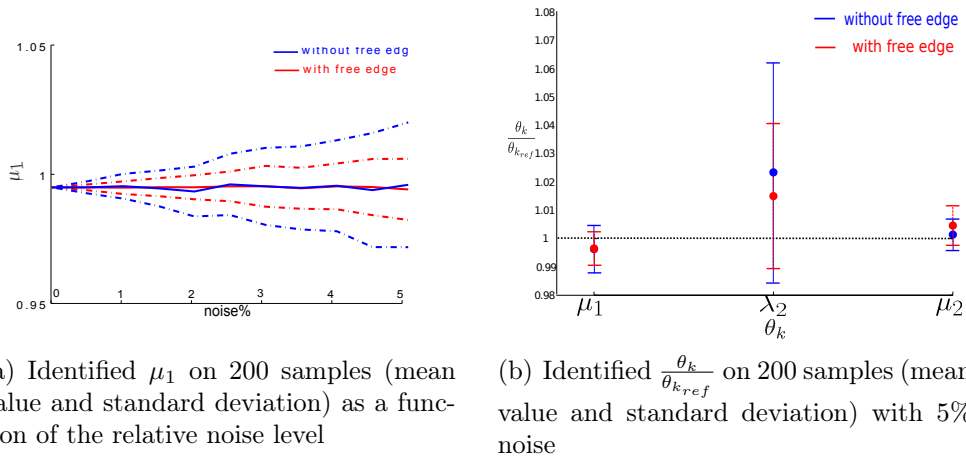 1.05
without free edg
with free edge
μ1
1
0.95
0
1
2
3
4
5
noise%
a) Identified μ1 on 200 samples (mean
alue and standard deviation) as a func-
ion of the relative noise level
1.08
1.07
1.06
1.05
1.04
1.03
1.02
1.01
1
0.99
0.98
without free edge
with free edge
θk/θkref
μ1
λ2
μ2
θk
(b) Identified θk/θkref on 200 samples (mean
value and standard deviation) with 5%
noise